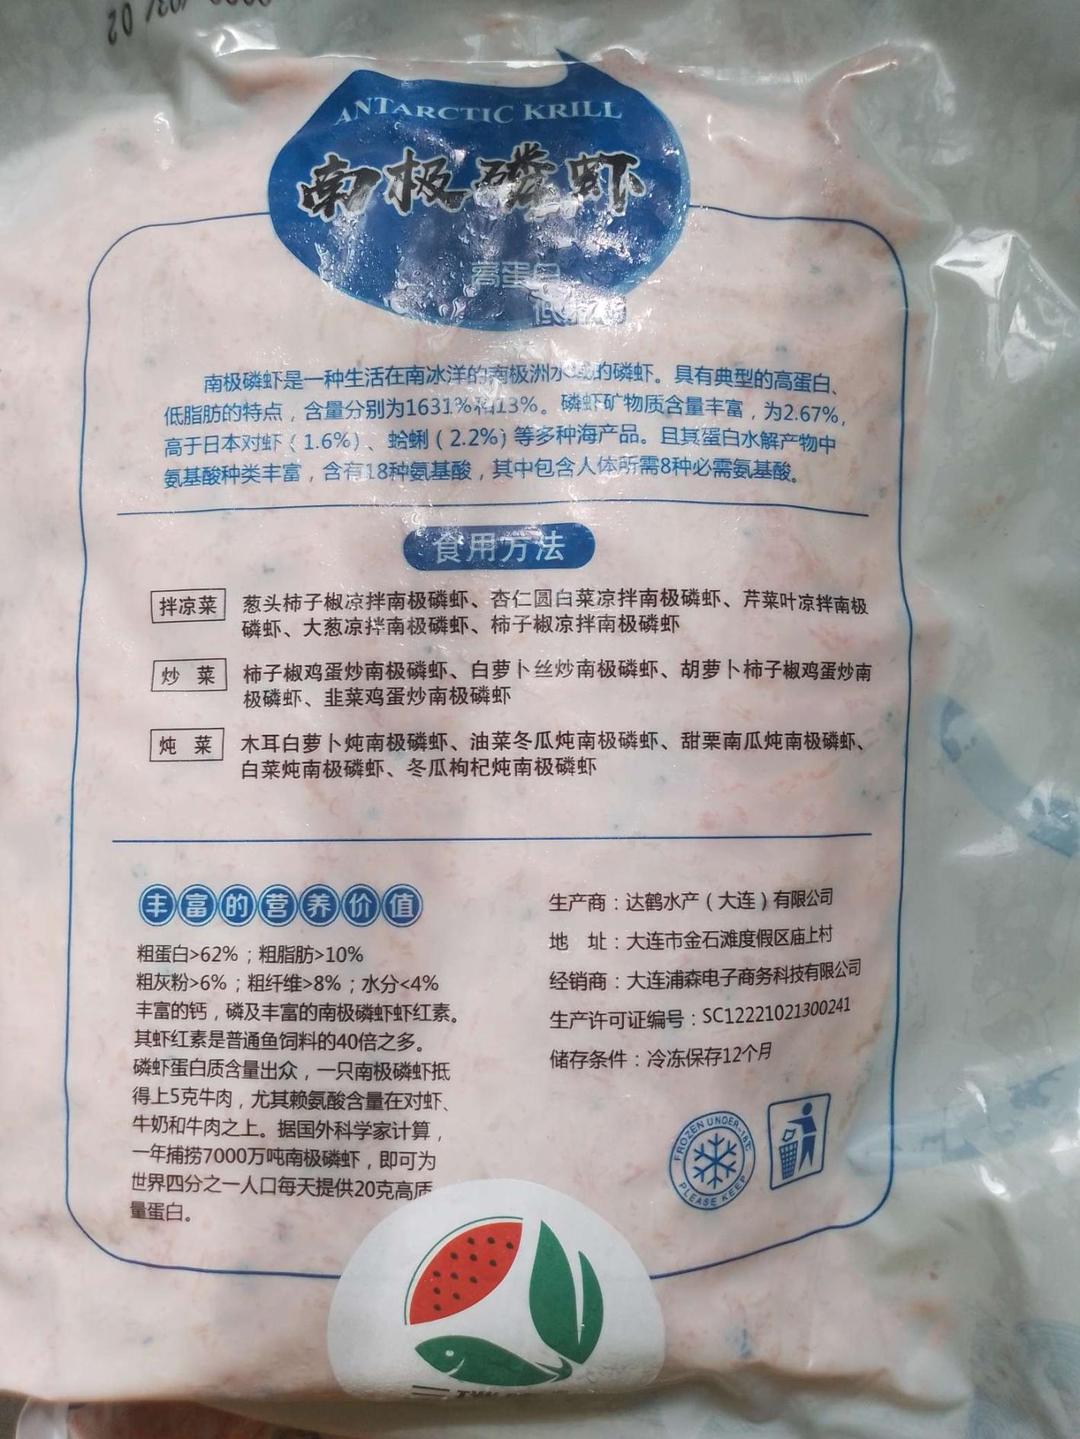 ANTARCTIC KRILL
南极磷虾
高蛋白
南极磷虾是一种生活在南冰洋的南极洲水域的磷虾。具有典型的高蛋白、
低脂肪的特点，含量分别为1631%和13%。磷虾矿物质含量丰富，为2.67%，
高于日本对虾（1.6%）、蛤蜊（2.2%）等多种海产品。且其蛋白水解产物中
氨基酸种类丰富，含有18种氨基酸，其中包含人体所需8种必需氨基酸。
食用方法
拌凉菜 葱头柿子椒凉拌南极磷虾、杏仁圆白菜凉拌南极磷虾、芹菜叶凉拌南极
磷虾、大葱凉拌南极磷虾、柿子椒凉拌南极磷虾
炒 菜 柿子椒鸡蛋炒南极磷虾、白萝卜丝炒南极磷虾、胡萝卜柿子椒鸡蛋炒南
极磷虾、韭菜鸡蛋炒南极磷虾
炖 菜 木耳白萝卜炖南极磷虾、油菜冬瓜炖南极磷虾、甜栗南瓜炖南极磷虾、
白菜炖南极磷虾、冬瓜枸杞炖南极磷虾
丰富的营养价值
粗蛋白>62%；粗脂肪>10%
粗灰粉>6%；粗纤维>8%；水分<4%
丰富的钙，磷及丰富的南极磷虾虾红素。
其虾红素是普通鱼饲料的40倍之多。
磷虾蛋白质含量出众，一只南极磷虾抵
得上5克牛肉，尤其赖氨酸含量在对虾、
牛奶和牛肉之上。据国外科学家计算，
一年捕捞7000万吨南极磷虾，即可为
世界四分之一人口每天提供20克高质
量蛋白。
生产商：达鹤水产（大连）有限公司
地 址：大连市金石滩度假区庙上村
经销商：大连浦森电子商务科技有限公司
生产许可证编号：SC12221021300241
储存条件：冷冻保存12个月
FROZEN UNDER-18℃
PLEASE KEEP